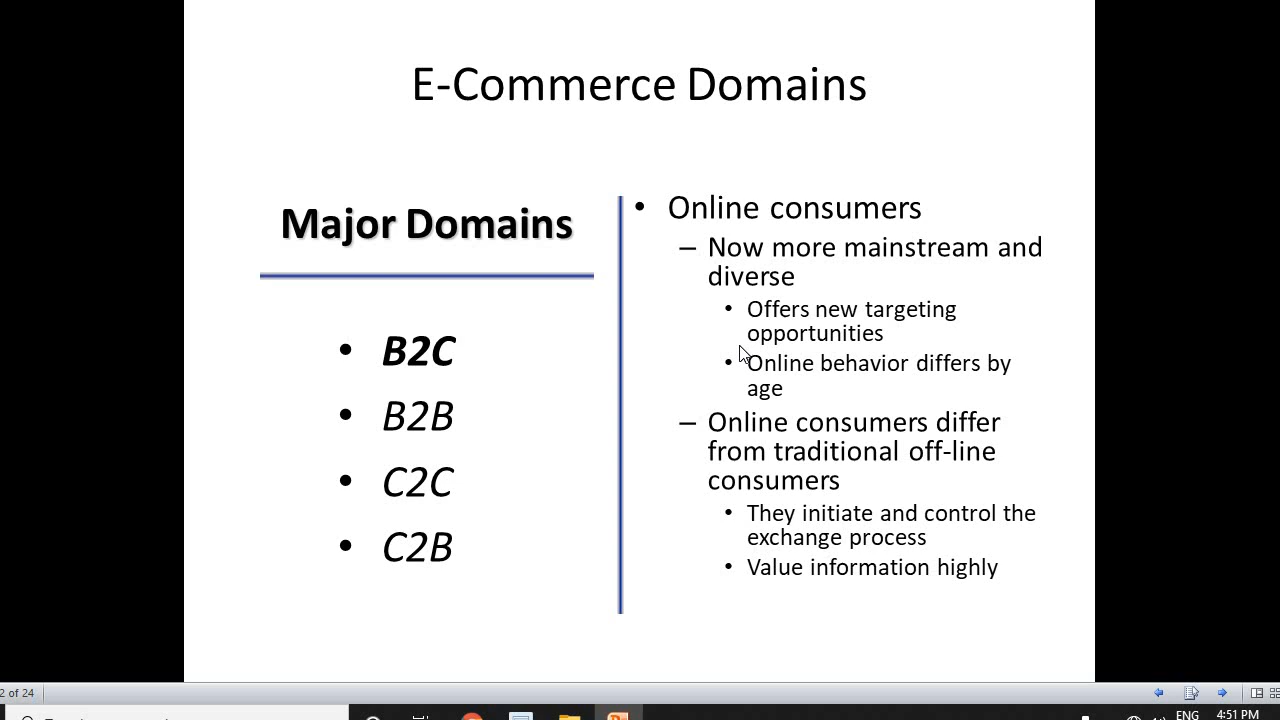 E-Commerce Domains
Major Domains
• B2C
• B2B
• C2C
• C2B
• Online consumers
– Now more mainstream and
diverse
• Offers new targeting
opportunities
• Online behavior differs by
age
– Online consumers differ
from traditional off-line
consumers
• They initiate and control the
exchange process
• Value information highly
2 of 24
ENG
4:51 PM